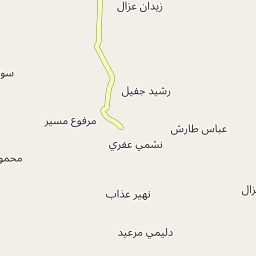 زيدان عزال
رشيد جفيل
مرفوع مسير
عباس طارش
نشمي عفري
نهير عذاب
دليمي مرعيد